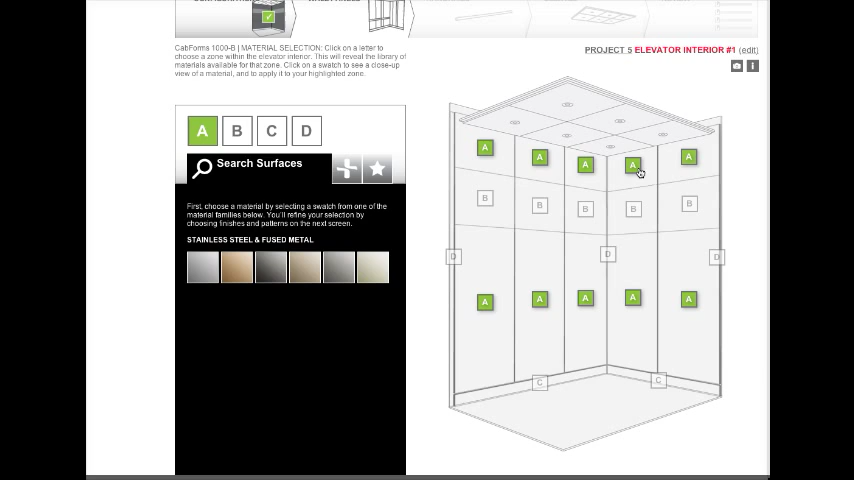 CabForms 1000-B | MATERIAL SELECTION: Click on a letter to
choose a zone within the elevator interior. This will reveal the library of
materials available for that zone. Click on a swatch to see a close-up
view of a material, and to apply it to your highlighted zone.
PROJECT 5 ELEVATOR INTERIOR #1 (edit)
A B C D
Search Surfaces
First, choose a material by selecting a swatch from one of the
material families below. You'll refine your selection by
choosing finishes and patterns on the next screen.
STAINLESS STEEL & FUSED METAL
A A A A A
B B B B B
D D D
A A A A A
C C